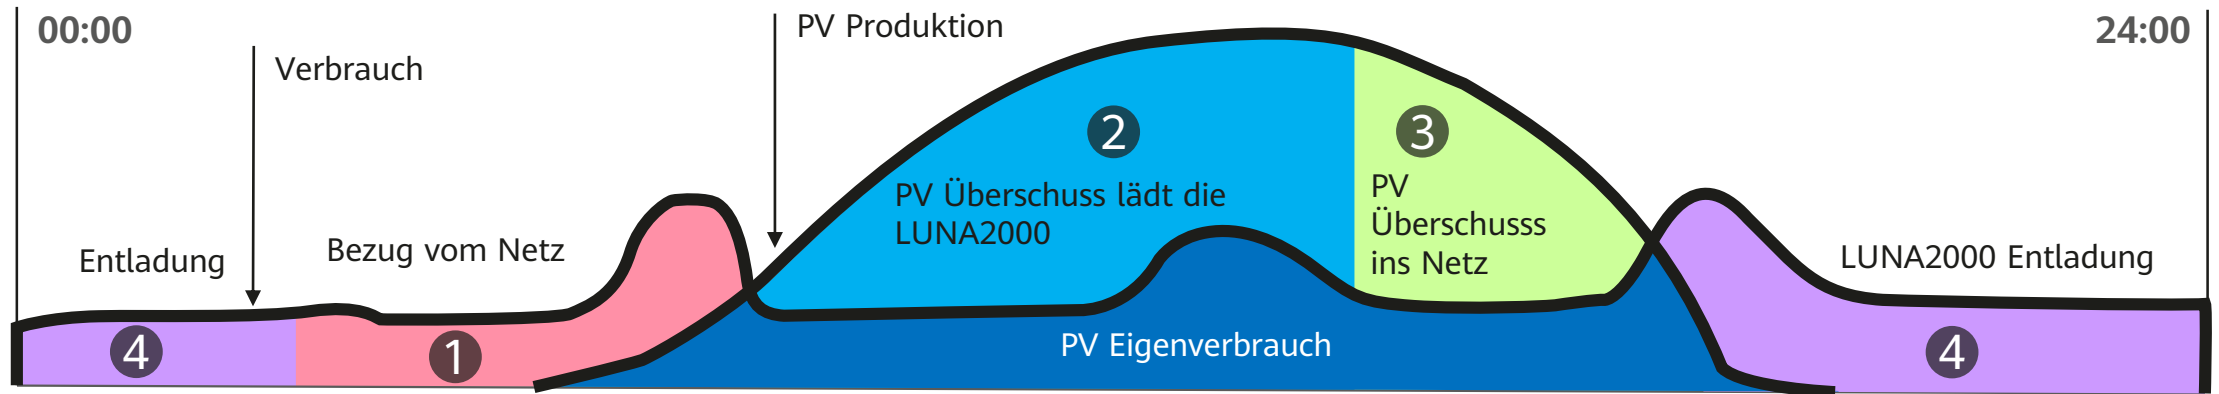 00:00
Verbrauch
PV Produktion
24:00
2
3
PV Überschuss lädt die
LUNA2000
PV
Überschusss
ins Netz
Entladung
Bezug vom Netz
LUNA2000 Entladung
4
1
PV Eigenverbrauch
4